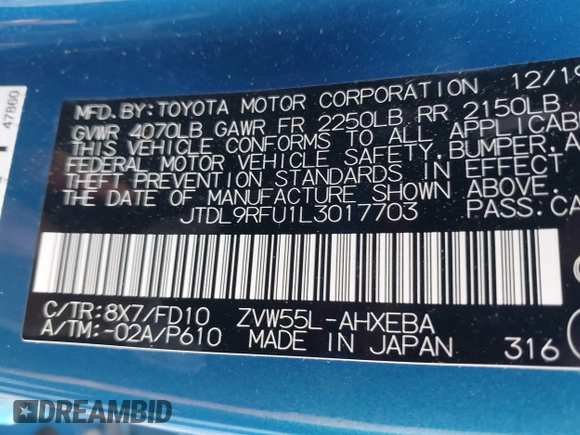 47860
MFD. BY: TOYOTA MOTOR CORPORATION 12/19
GVWR 4070LB GAWR FR 2250LB RR 2150LB
THIS VEHICLE CONFORMS TO ALL APPLICAB
FEDERAL MOTOR VEHICLE SAFETY, BUMPER, A
THEFT PREVENTION STANDARDS IN EFFECT
THE DATE OF MANUFACTURE SHOWN ABOVE.
JTDL9RFU1L3017703 PASS. CA
C/TR: 8X7/FD10 ZVW55L-AHXEBA
A/TM: -02A/P610 MADE IN JAPAN 316
DREAMBID